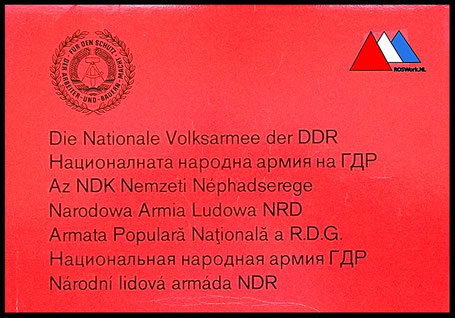 FÜR DEN SCHUTZ DER ARBEITER-UND-BAUERN-MACHT
ROSWork.NL
Die Nationale Volksarmee der DDR
Националната народна армия на ГДР
Az NDK Nemzeti Néphadserege
Narodowa Armia Ludowa NRD
Armata Populară Naţională a R.D.G.
Национальная народная армия ГДР
Národní lidová armáda NDR